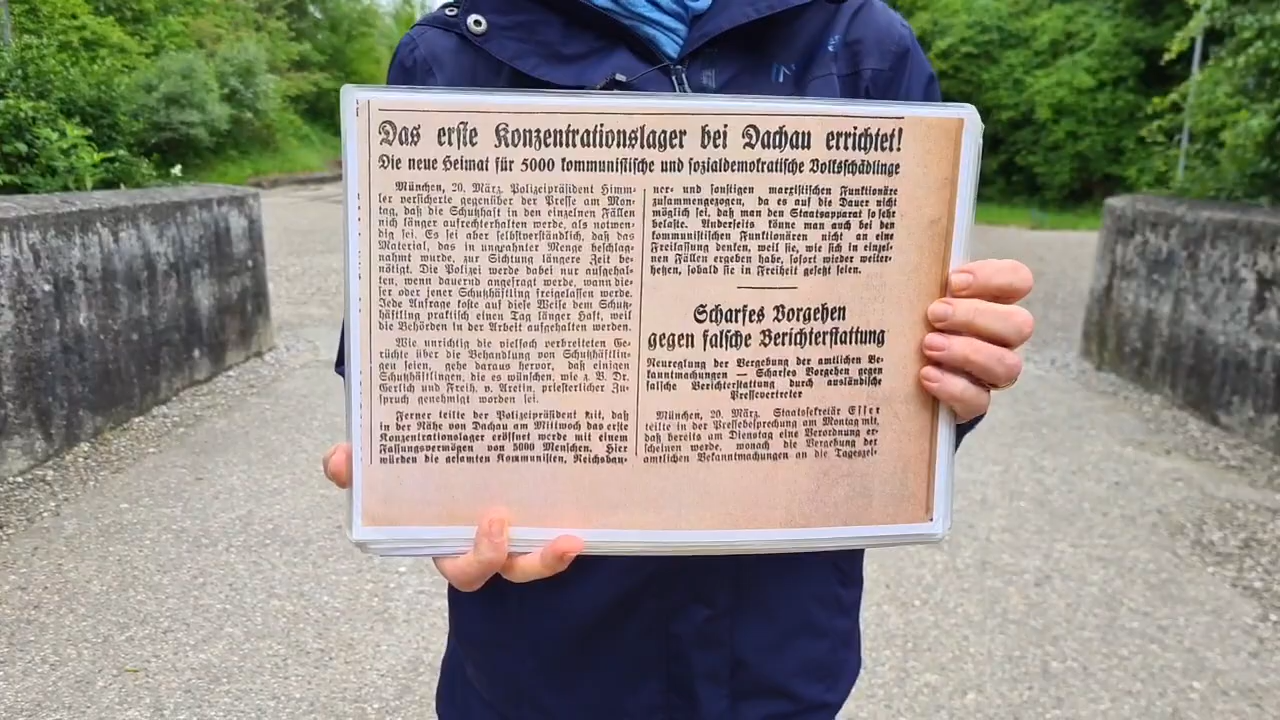 Das erste Konzentrationslager bei Dachau errichtet!
Die neue Heimat für 5000 kommunistische und sozialdemokratische Volksschädlinge
München, 20. März. Polizeipräsident Himm-
ler versicherte gegenüber der Presse am Mon-
tag, daß die Schutzhaft in den einzelnen Fällen
nich länger aufrechterhalten werde, als notwen-
dig sei. Es sei aber selbstverständlich, daß das
Material, das in ungeahnter Menge beschlag-
nahmt wurde, zur Sichtung längere Zeit be-
nötigt. Die Polizei werde dabei nur aufgehal-
ten, wenn dauernd angefragt werde, wann die-
ser oder jener Schutzhäftling freigelassen werde.
Jede Anfrage koste auf diese Weise dem Schutz-
häftling praktisch einen Tag länger Haft, weil
die Behörden in der Arbeit aufgehalten werden.
Wie unrichtig die vielfach verbreiteten Ge-
rüchte über die Behandlung von Schutzhäftlin-
gen seien, gehe daraus hervor, daß einigen
Schutzhäftlingen, die es wünschen, wie z. B. Dr.
Gerlich und Freih. v. Aretin, priesterlicher Zu-
spruch genehmigt worden sei.
Ferner teilte der Polizeipräsident mit, daß
in der Nähe von Dachau am Mittwoch das erste
Konzentrationslager eröffnet werde mit einem
Fassungsvermögen von 5000 Menschen. Hier
würden die gesamten Kommunisten, Reichsban-
ner- und sonstigen marxistischen Funktionäre
zusammengezogen, da es auf die Dauer nicht
möglich sei, daß man den Staatsapparat so sehr
belaste. Anderseits könne man auch bei den
kommunistischen Funktionären nicht an eine
Freilassung denken, weil sie, wie sich in einzel-
nen Fällen ergeben habe, sofort wieder weiter-
hetzen, sobald sie in Freiheit gesetzt seien.
Scharfes Vorgehen
gegen falsche Berichterstattung
Neuregelung der Vergebung der amtlichen Be-
kanntmachungen — Scharfes Vorgehen gegen
falsche Berichterstattung durch ausländische
Pressevertreter
München, 20. März. Staatssekretär Esser
teilte in der Pressebesprechung am Montag mit,
daß bereits am Dienstag eine Verordnung er-
scheinen werde, wonach die Vergebung der
amtlichen Bekanntmachungen an die Tageszei-